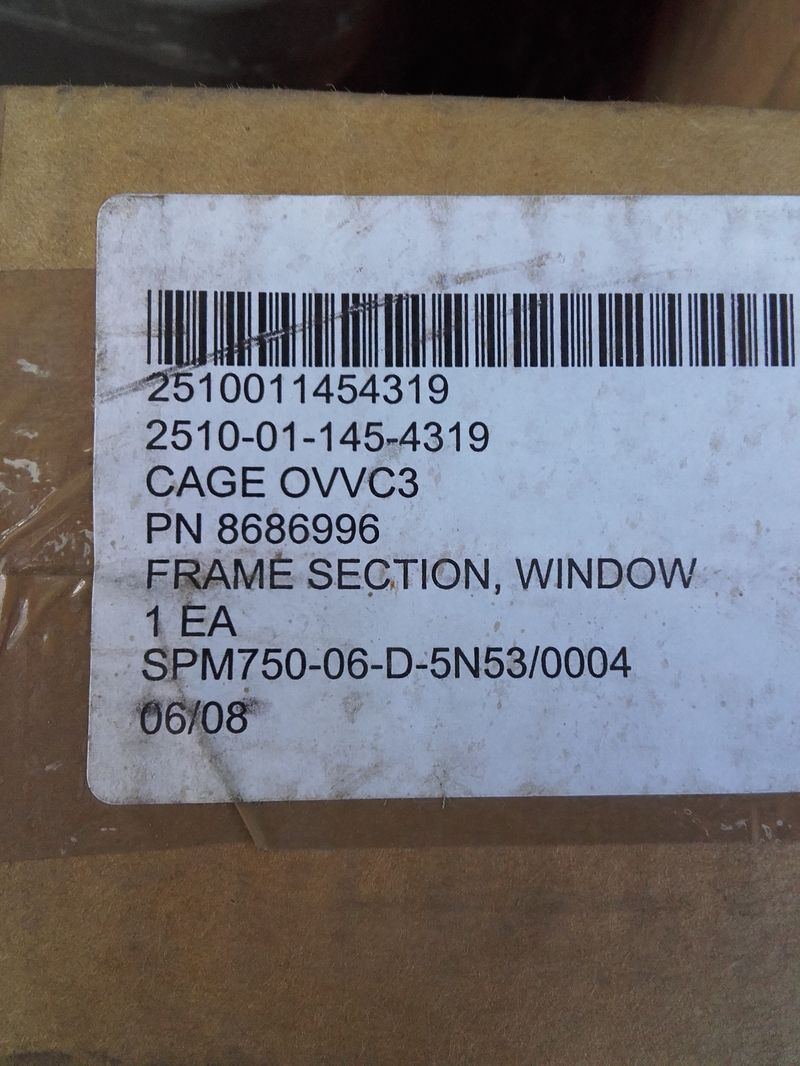 2510011454319
2510-01-145-4319
CAGE OVVC3
PN 8686996
FRAME SECTION, WINDOW
1 EA
SPM750-06-D-5N53/0004
06/08